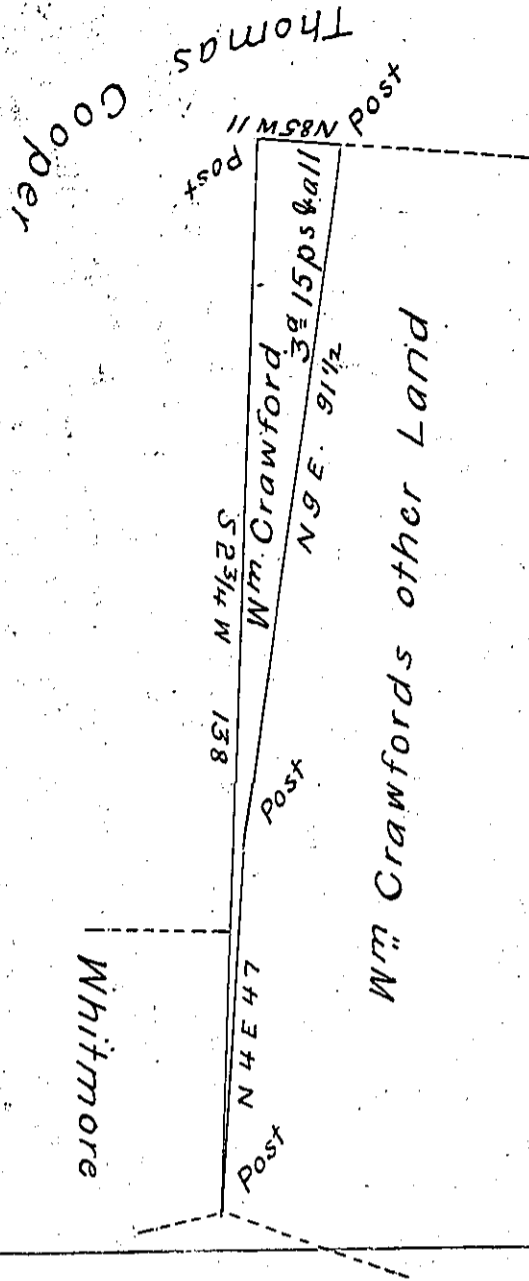 Thomas
Cooper
Post
N85W 11
Post
3a 15ps & all
Wm. Crawford
N 9 E. 91 1/2
S 2 3/4 W 138
Post
Wm Crawfords other Land
Whitmore
N 4 E 47
Post